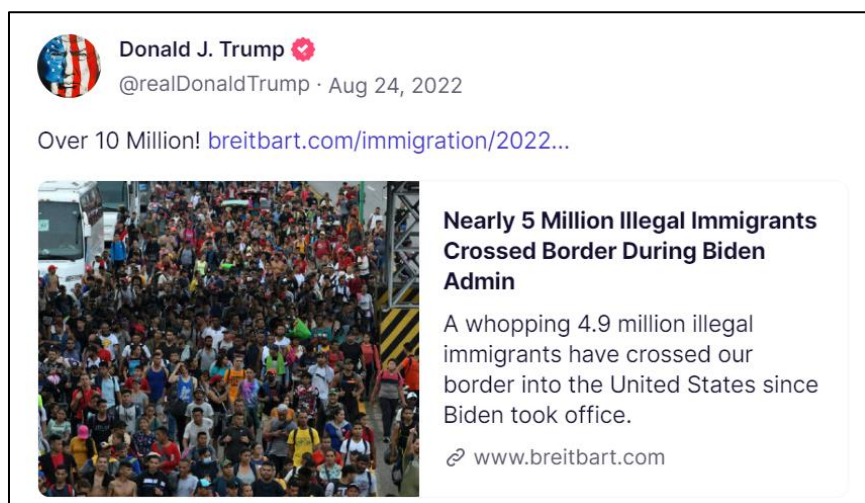 Donald J. Trump
@realDonaldTrump · Aug 24, 2022
Over 10 Million! breitbart.com/immigration/2022...
Nearly 5 Million Illegal Immigrants
Crossed Border During Biden
Admin
A whopping 4.9 million illegal
immigrants have crossed our
border into the United States since
Biden took office.
www.breitbart.com